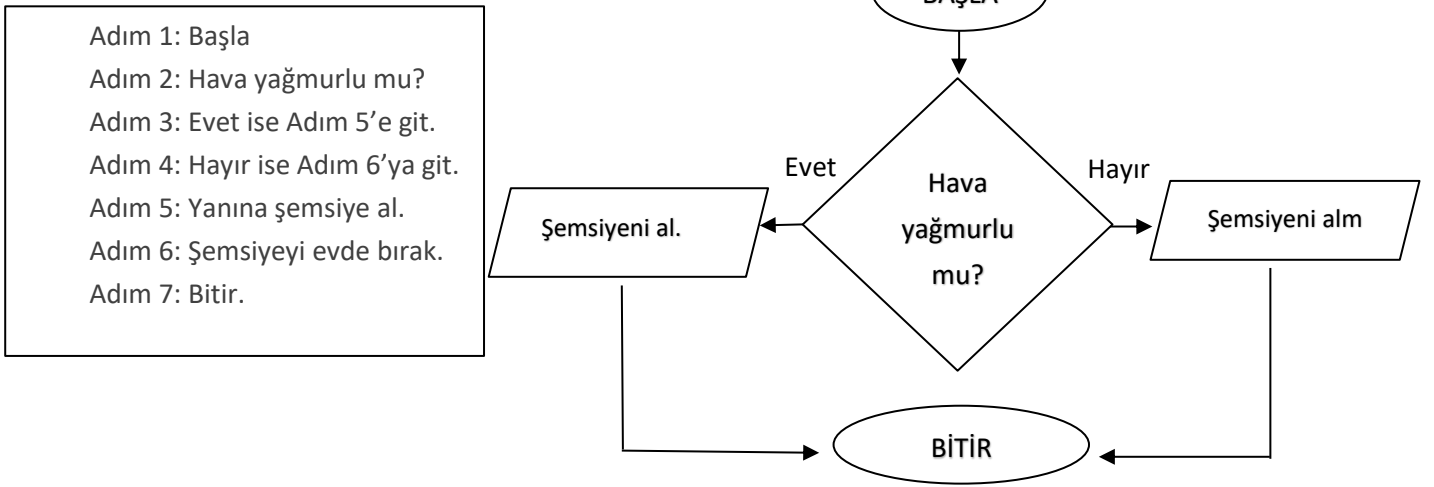 Adım 1: Başla
Adım 2: Hava yağmurlu mu?
Adım 3: Evet ise Adım 5’e git.
Adım 4: Hayır ise Adım 6’ya git.
Adım 5: Yanına şemsiye al.
Adım 6: Şemsiyeyi evde bırak.
Adım 7: Bitir.
BAŞLA
Evet
Hava
yağmurlu
mu?
Hayır
Şemsiyeni al.
Şemsiyeni alm
BİTİR